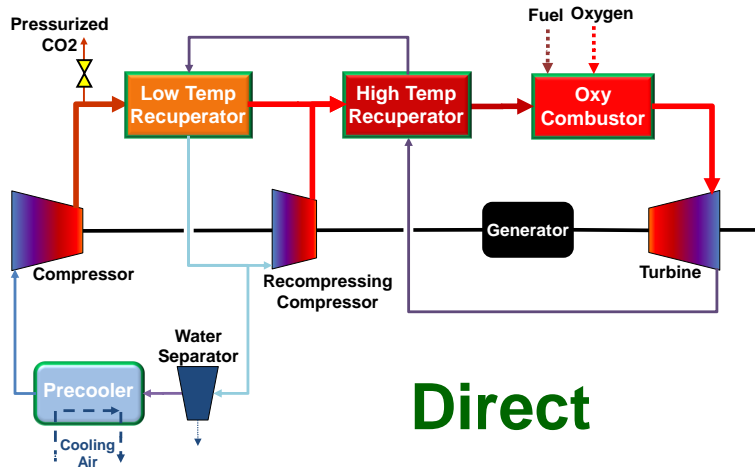 Pressurized
CO2
Fuel
Oxygen
Low Temp
Recuperator
High Temp
Recuperator
Oxy
Combustor
Compressor
Recompressing
Compressor
Generator
Turbine
Water
Separator
Precooler
Cooling
Air
Direct